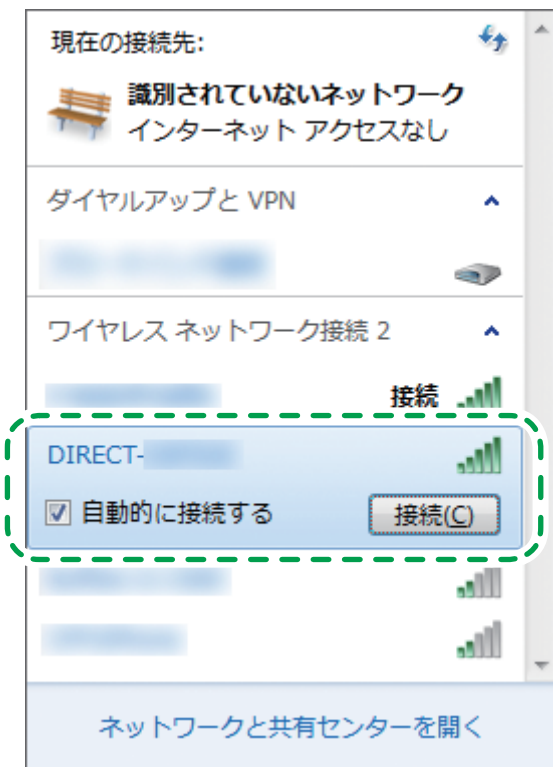 現在の接続先:
識別されていないネットワーク
インターネット アクセスなし
ダイヤルアップと VPN
ワイヤレス ネットワーク接続 2
接続
DIRECT-
自動的に接続する
接続(C)
ネットワークと共有センターを開く